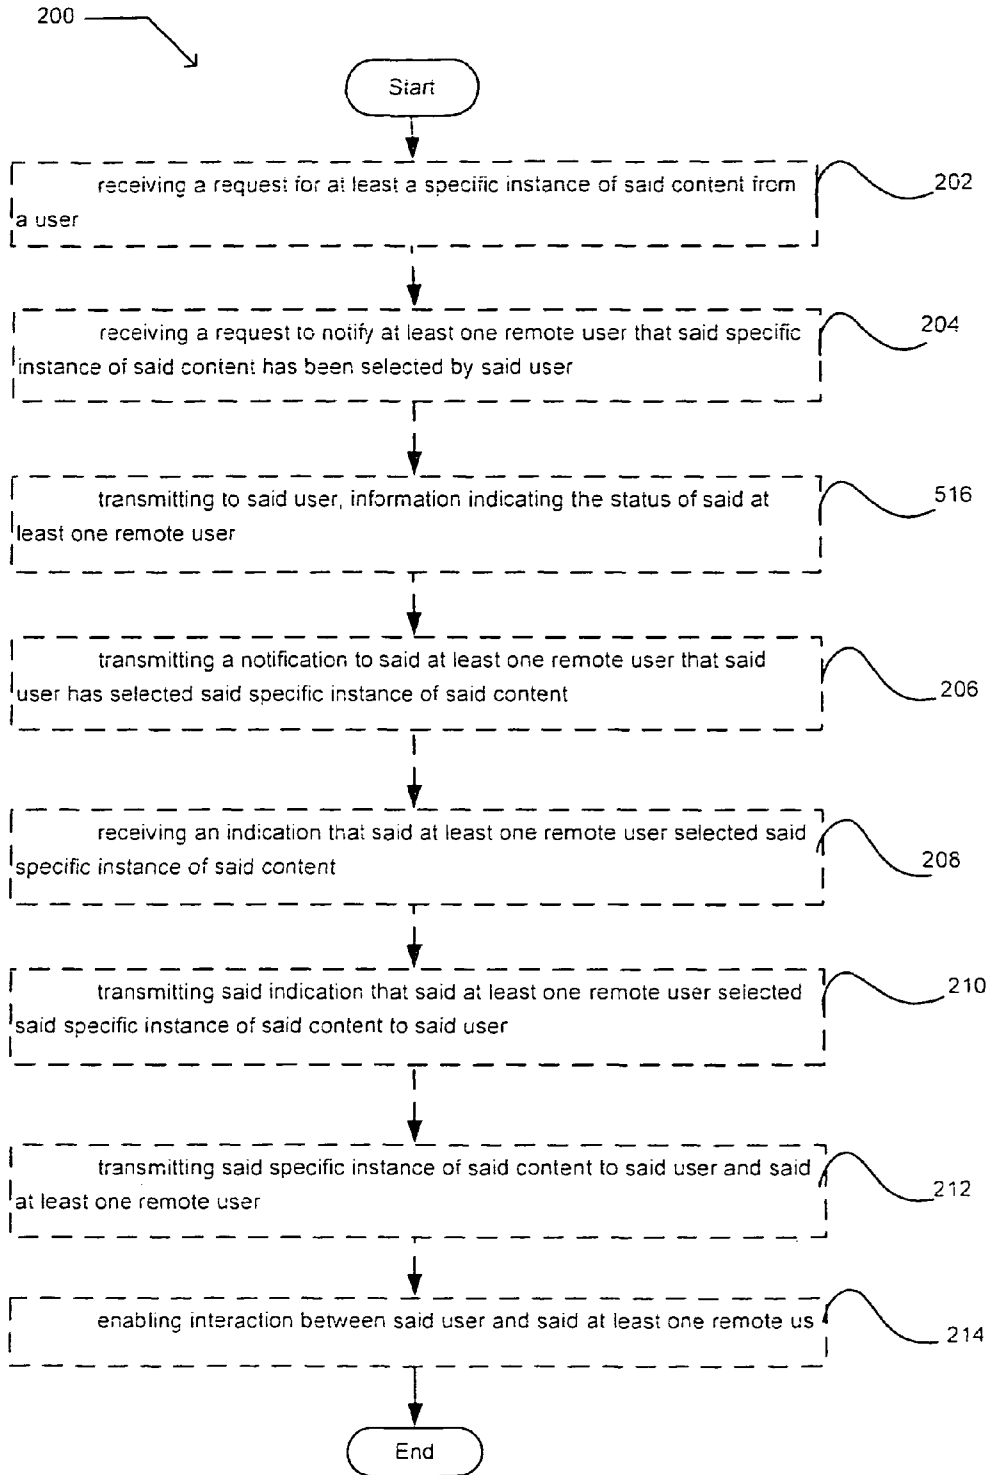 200
Start
receiving a request for at least a specific instance of said content from
a user
202
receiving a request to notify at least one remote user that said specific
instance of said content has been selected by said user
204
transmitting to said user, information indicating the status of said at
least one remote user
516
transmitting a notification to said at least one remote user that said
user has selected said specific instance of said content
206
receiving an indication that said at least one remote user selected said
specific instance of said content
208
transmitting said indication that said at least one remote user selected
said specific instance of said content to said user
210
transmitting said specific instance of said content to said user and said
at least one remote user
212
enabling interaction between said user and said at least one remote us
214
End